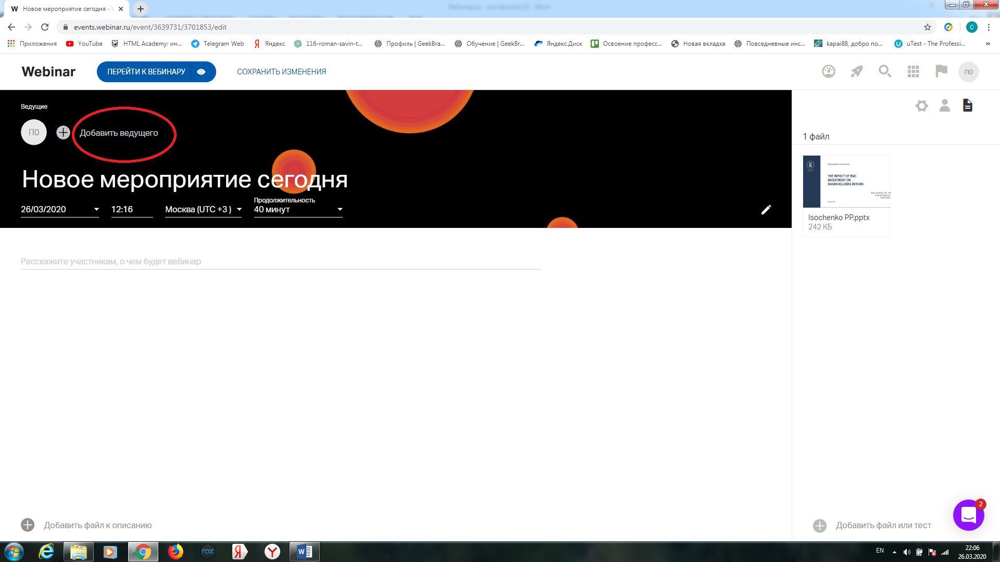 W Новое мероприятие сегодня -
events.webinar.ru/event/3639731/3701853/edit
C
Приложения YouTube HTML Academy: ин... Telegram Web Яндекс 116-roman-savin-t... Профиль | GeekBra... Обучение | GeekBr... Яндекс.Диск Освоение професс... Новая вкладка Повседневные инс... kapai88, добро по... uTest - The Professi... »
Webinar ПЕРЕЙТИ К ВЕБИНАРУ СОХРАНИТЬ ИЗМЕНЕНИЯ П0
Ведущие
П0 Добавить ведущего
Новое мероприятие сегодня
Продолжительность
26/03/2020 12:16 Москва (UTC +3 ) 40 минут
Расскажите участникам, о чем будет вебинар
Добавить файл к описанию
1 файл
THE IMPACT OF R&D
INVESTMENT ON
SHAREHOLDERS RETURN
Isochenko PP.pptx
242 КБ
2
Добавить файл или тест
nox
EN
22:06
26.03.2020